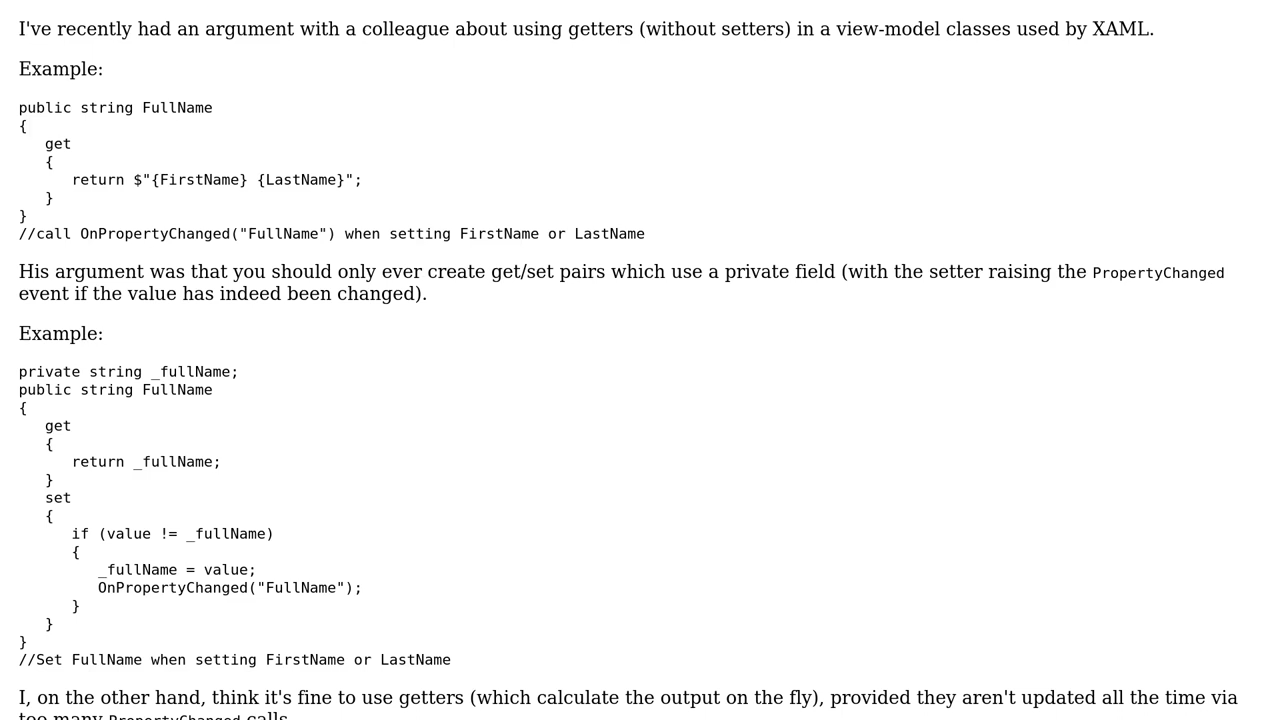 I've recently had an argument with a colleague about using getters (without setters) in a view-model classes used by XAML.
Example:
public string FullName
{
   get
   {
      return $"{FirstName} {LastName}";
   }
}
//call OnPropertyChanged("FullName") when setting FirstName or LastName
His argument was that you should only ever create get/set pairs which use a private field (with the setter raising the PropertyChanged
event if the value has indeed been changed).
Example:
private string _fullName;
public string FullName
{
   get
   {
      return _fullName;
   }
   set
   {
      if (value != _fullName)
      {
         _fullName = value;
         OnPropertyChanged("FullName");
      }
   }
}
//Set FullName when setting FirstName or LastName
I, on the other hand, think it's fine to use getters (which calculate the output on the fly), provided they aren't updated all the time via
too many PropertyChanged calls.